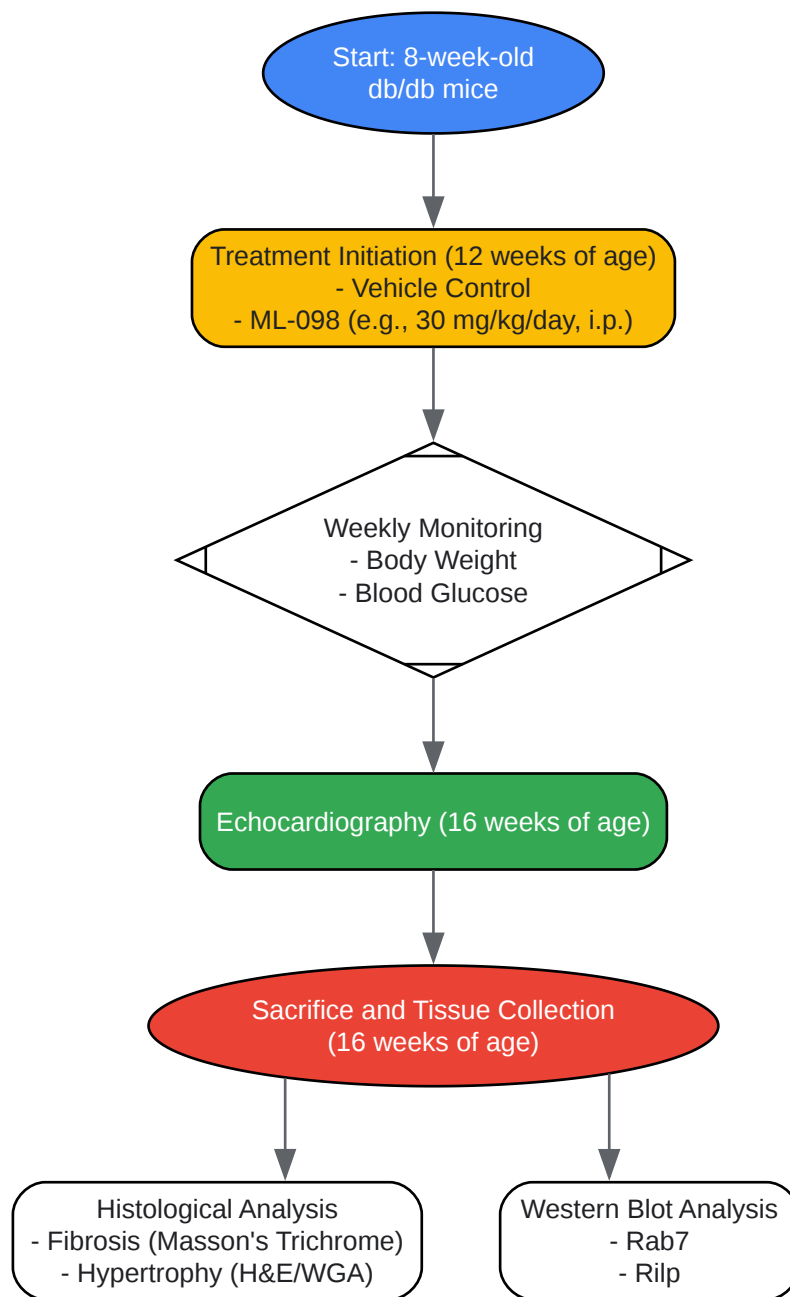 Start: 8-week-old
db/db mice
Treatment Initiation (12 weeks of age)
- Vehicle Control
- ML-098 (e.g., 30 mg/kg/day, i.p.)
Weekly Monitoring
- Body Weight
- Blood Glucose
Echocardiography (16 weeks of age)
Sacrifice and Tissue Collection
(16 weeks of age)
Histological Analysis
- Fibrosis (Masson's Trichrome)
- Hypertrophy (H&E/WGA)
Western Blot Analysis
- Rab7
- Rilp